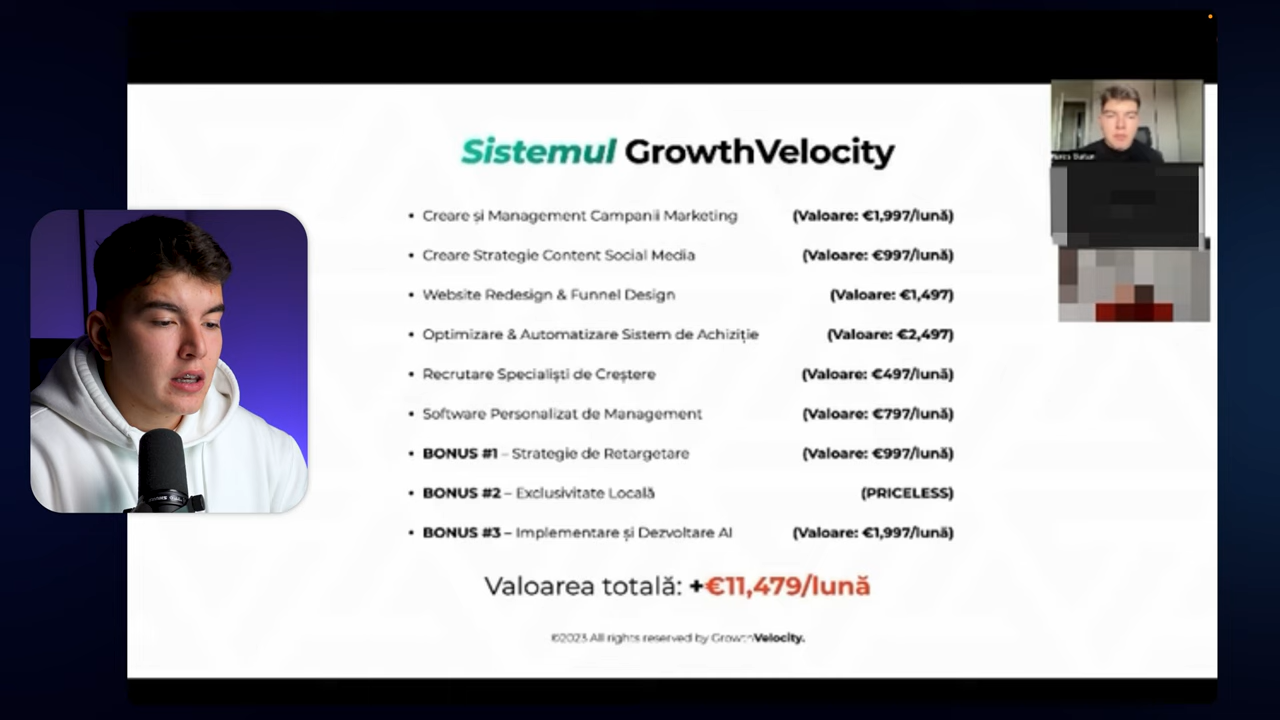 Sistemul GrowthVelocity
• Creare și Management Campanii Marketing (Valoare: €1,997/lună)
• Creare Strategie Content Social Media (Valoare: €997/lună)
• Website Redesign & Funnel Design (Valoare: €1,497)
• Optimizare & Automatizare Sistem de Achiziție (Valoare: €2,497)
• Recrutare Specialiști de Creștere (Valoare: €497/lună)
• Software Personalizat de Management (Valoare: €797/lună)
• BONUS #1 – Strategie de Retargetare (Valoare: €997/lună)
• BONUS #2 – Exclusivitate Locală (PRICELESS)
• BONUS #3 – Implementare și Dezvoltare AI (Valoare: €1,997/lună)
Valoarea totală: +€11,479/lună
©2023 All rights reserved by GrowthVelocity.